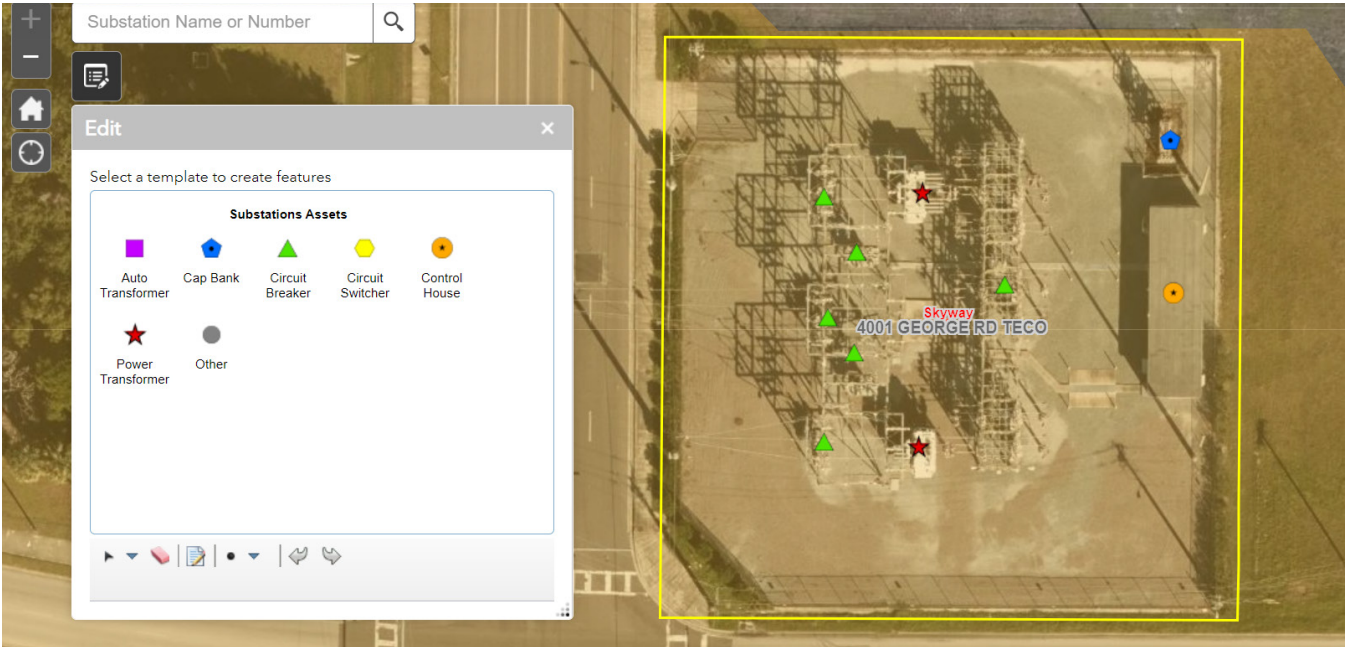 Substation Name or Number
Edit
Select a template to create features
Substations Assets
Auto
Transformer
Cap Bank
Circuit
Breaker
Circuit
Switcher
Control
House
Power
Transformer
Other
Skyway
4001 GEORGE RD TECO